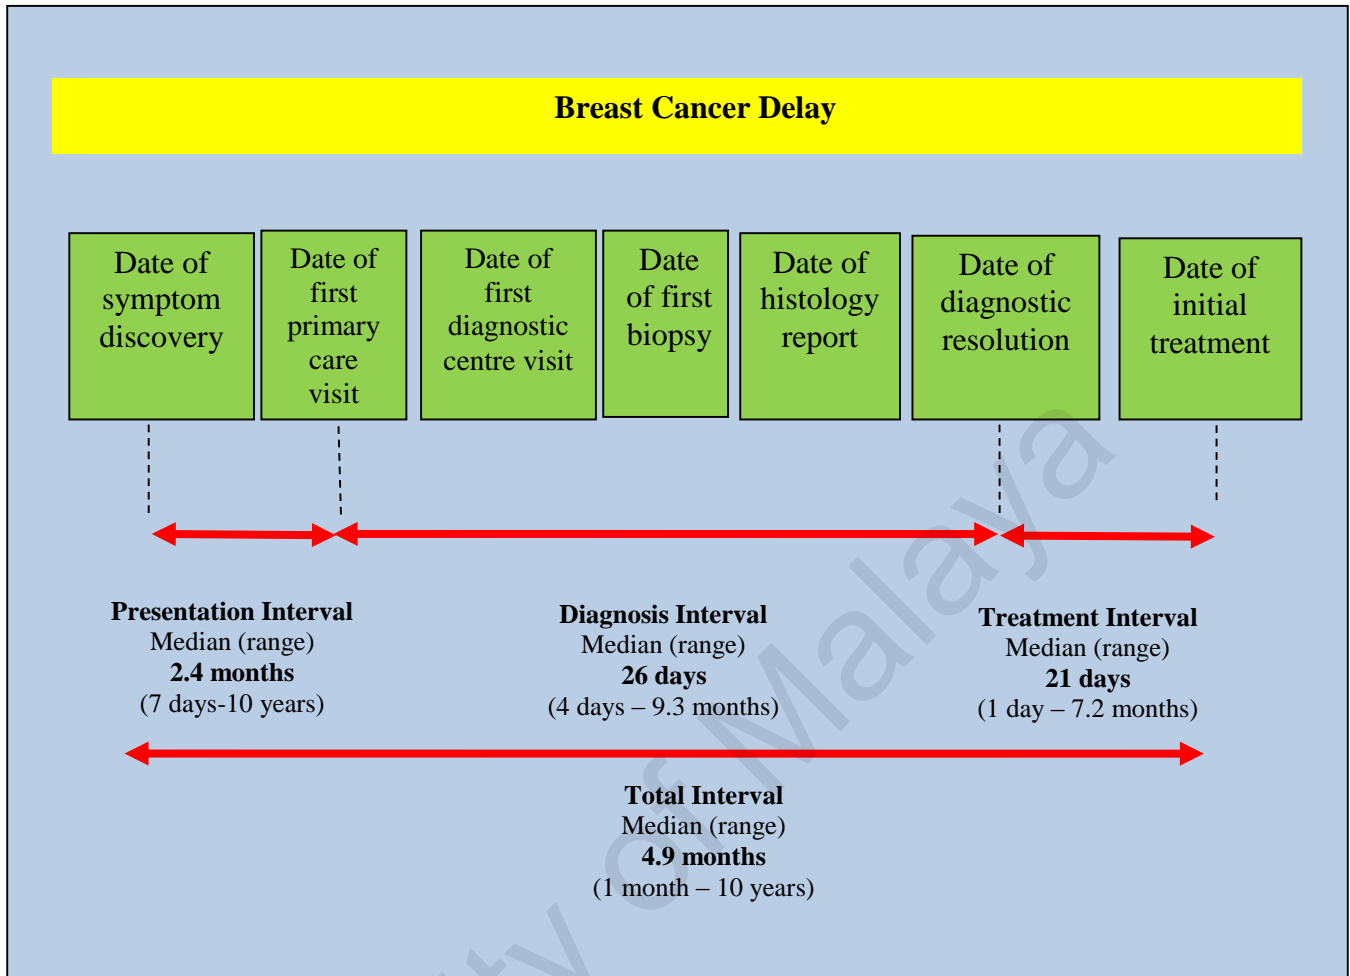 Breast Cancer Delay
Date of
symptom
discovery
Date of
first
primary
care
visit
Date of
first
diagnostic
centre visit
Date
of first
biopsy
Date of
histology
report
Date of
diagnostic
resolution
Date of
initial
treatment
Presentation Interval
Median (range)
2.4 months
(7 days-10 years)
Diagnosis Interval
Median (range)
26 days
(4 days – 9.3 months)
Treatment Interval
Median (range)
21 days
(1 day – 7.2 months)
Total Interval
Median (range)
4.9 months
(1 month – 10 years)
ity of Malaya